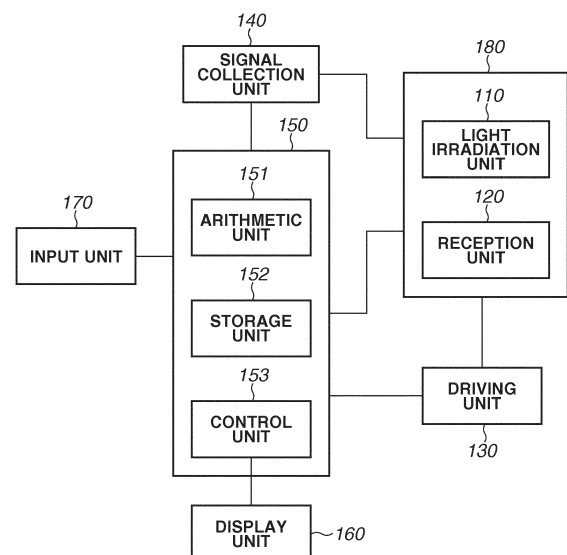 140
SIGNAL
COLLECTION
UNIT
180
110
LIGHT
IRRADIATION
UNIT
120
RECEPTION
UNIT
150
151
ARITHMETIC
UNIT
152
STORAGE
UNIT
153
CONTROL
UNIT
170
INPUT UNIT
DRIVING
UNIT
130
DISPLAY
UNIT
160